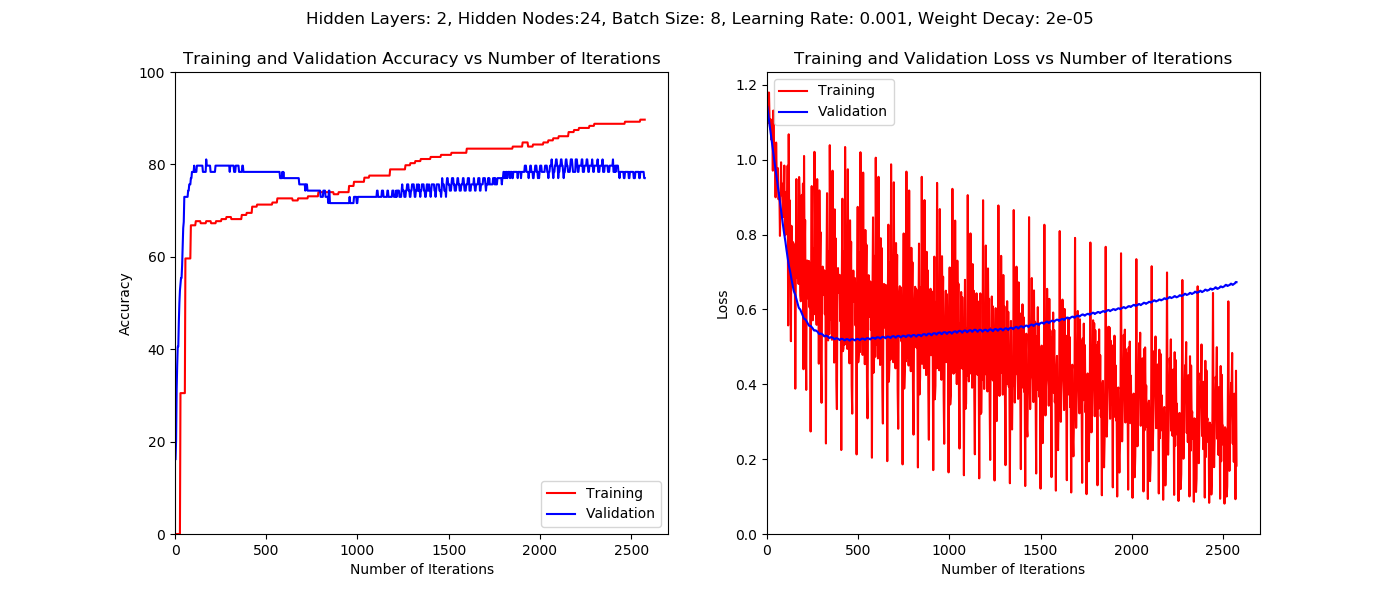 Hidden Layers: 2, Hidden Nodes:24, Batch Size: 8, Learning Rate: 0.001, Weight Decay: 2e-05
Training and Validation Accuracy vs Number of Iterations
100
80
60
40
20
0
Accuracy
0 500 1000 1500 2000 2500
Number of Iterations
Training
Validation
Training and Validation Loss vs Number of Iterations
1.2
1.0
0.8
0.6
0.4
0.2
0.0
Loss
0 500 1000 1500 2000 2500
Number of Iterations
Training
Validation